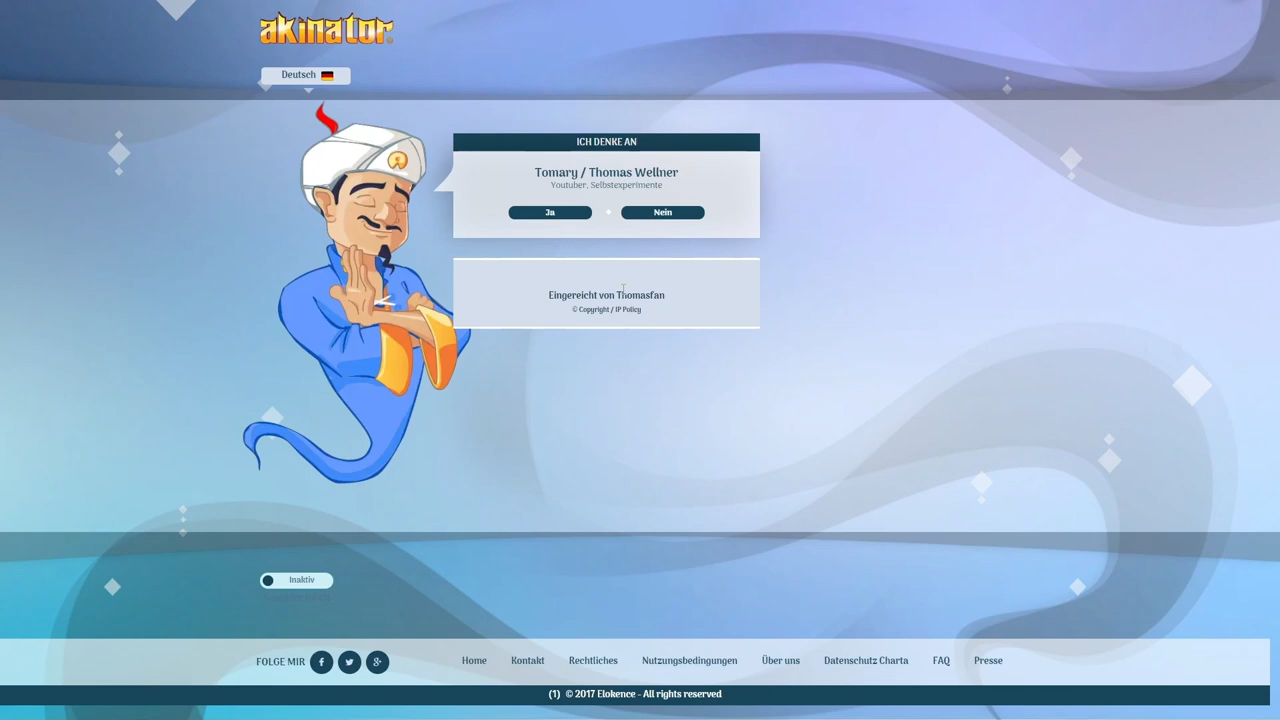 akinator
Deutsch
ICH DENKE AN
Tomary / Thomas Wellner
Youtuber, Selbstexperimente
Ja
Nein
Eingereicht von Thomasfan
© Copyright / IP Policy
Inaktiv
FOLGE MIR
Home
Kontakt
Rechtliches
Nutzungsbedingungen
Über uns
Datenschutz Charta
FAQ
Presse
(1) © 2017 Elokence - All rights reserved